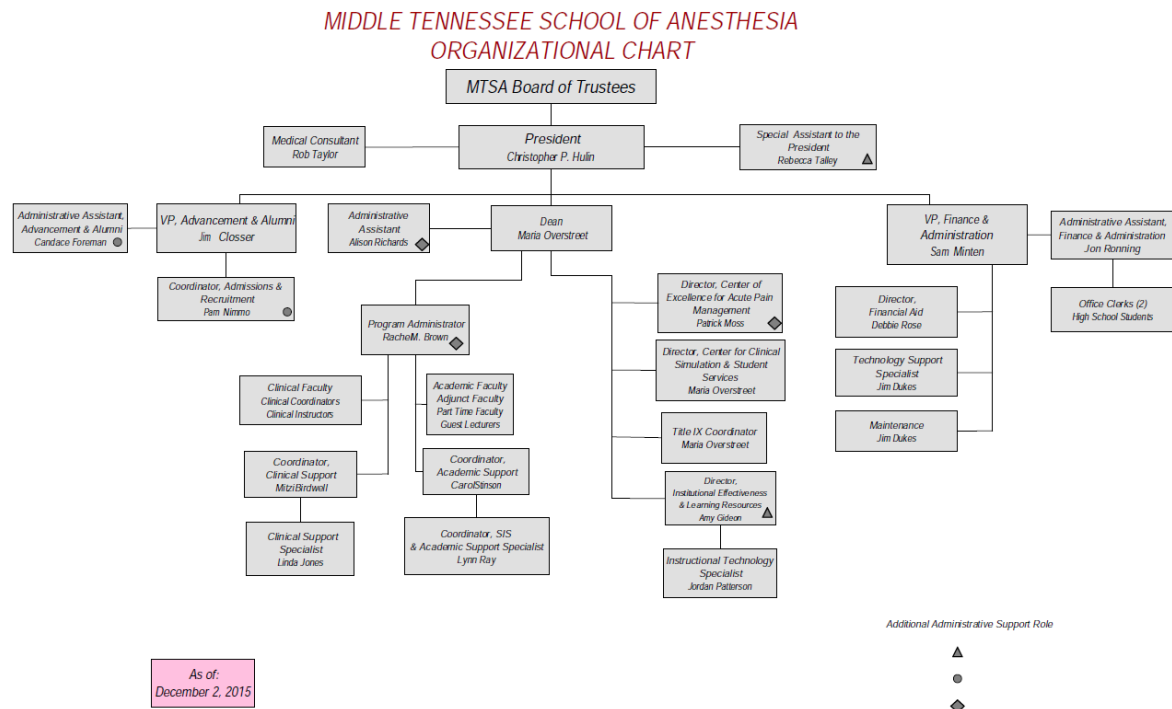 MIDDLE TENNESSEE SCHOOL OF ANESTHESIA
ORGANIZATIONAL CHART
MTSA Board of Trustees
Medical Consultant
Rob Taylor
President
Christopher P. Hulin
Special Assistant to the
President
Rebecca Talley
Administrative Assistant,
Advancement & Alumni
Candace Foreman
VP, Advancement & Alumni
Jim Closser
Administrative
Assistant
Alison Richards
Dean
Maria Overstreet
VP, Finance &
Administration
Sam Minten
Administrative Assistant,
Finance & Administration
Jon Ronning
Coordinator, Admissions &
Recruitment
Pam Nimmo
Program Administrator
RachelM. Brown
Director, Center of
Excellence for Acute Pain
Management
Patrick Moss
Director,
Financial Aid
Debbie Rose
Office Clerks (2)
High School Students
Clinical Faculty
Clinical Coordinators
Clinical Instructors
Academic Faculty
Adjunct Faculty
Part Time Faculty
Guest Lecturers
Director, Center for Clinical
Simulation & Student
Services
Maria Overstreet
Technology Support
Specialist
Jim Dukes
Title IX Coordinator
Maria Overstreet
Maintenance
Jim Dukes
Coordinator,
Clinical Support
MitziBirdwell
Coordinator,
Academic Support
CarolStinson
Director,
Institutional Effectiveness
& Learning Resources
Amy Gideon
Clinical Support
Specialist
Linda Jones
Coordinator, SIS
& Academic Support Specialist
Lynn Ray
Instructional Technology
Specialist
Jordan Patterson
Additional Administrative Support Role
As of:
December 2, 2015